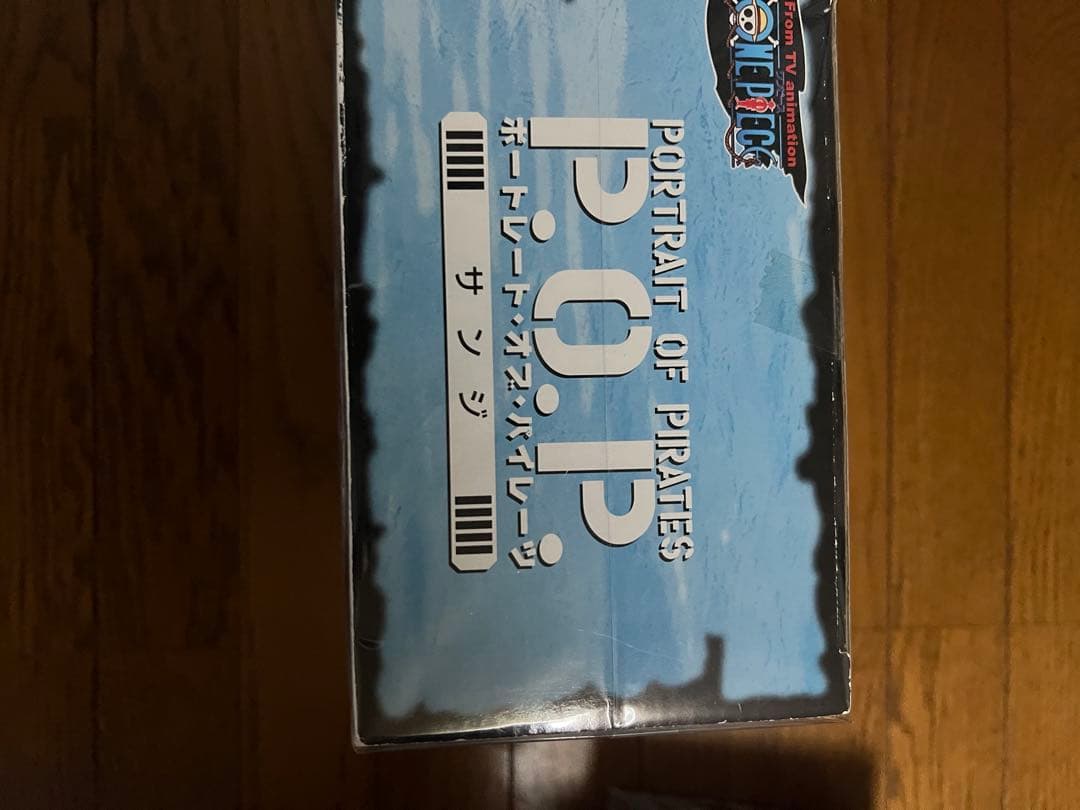 From TV animation
ONE PIECE
PORTRAIT OF PIRATES
P.O.P.
ポートレート・オブ・パイレーツ
サンジ